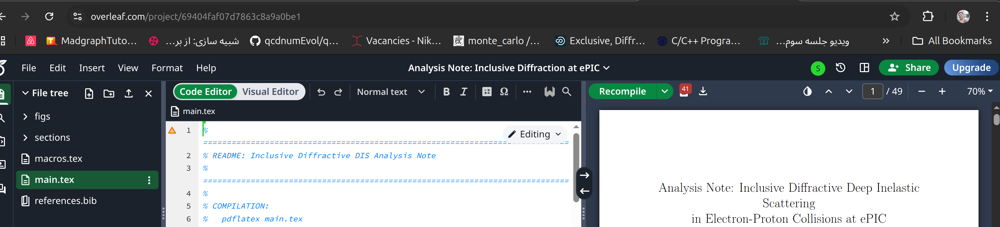 overleaf.com/project/69404faf07d7863c8a9a0be1
MadgraphTuto... شبیه سازی: از بر... qcdnumEvol/q... Vacancies - Nik... monte_carlo /... Exclusive, Diffr... C/C++ Progra... ویدیو جلسه سوم... » All Bookmarks
File Edit Insert View Format Help Analysis Note: Inclusive Diffraction at ePIC S Share Upgrade
File tree Code Editor Visual Editor Normal text B I Ω ... Recompile 41 1 / 49 − + 70%
main.tex
figs
sections
macros.tex
main.tex
references.bib
Editing
1 %
==============================================================================
2 % README: Inclusive Diffractive DIS Analysis Note
3 %
==============================================================================
4 %
5 % COMPILATION:
6 % pdflatex main.tex
Analysis Note: Inclusive Diffractive Deep Inelastic
Scattering
in Electron-Proton Collisions at ePIC